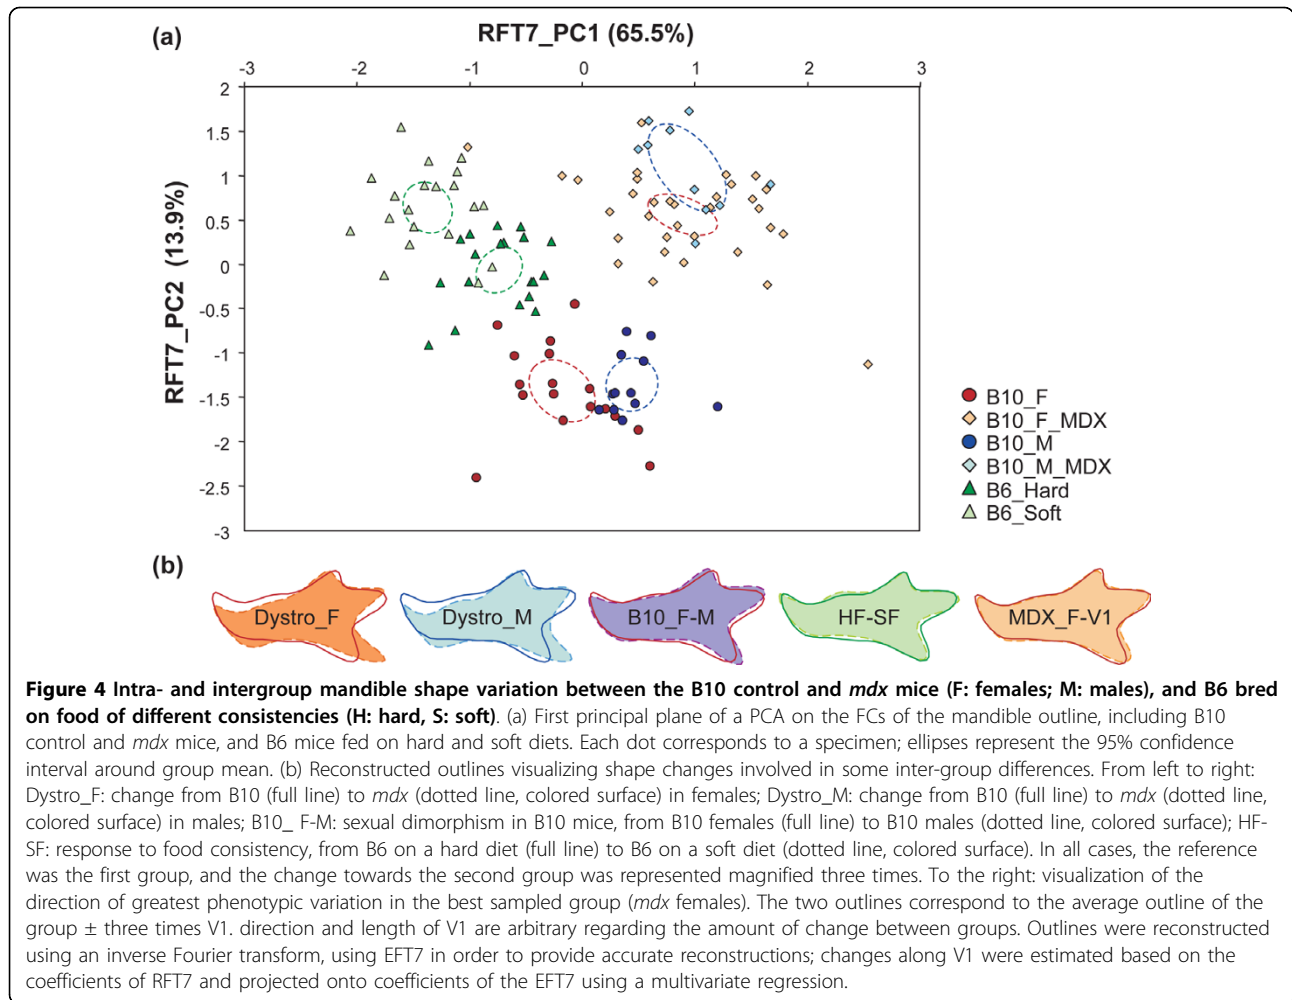 (a)
RFT7_PC1 (65.5%)
-3 -2 -1 0 1 2 3
2
1.5
1
0.5
0
-0.5
-1
-1.5
-2
-2.5
-3
RFT7_PC2 (13.9%)
B10_F
B10_F_MDX
B10_M
B10_M_MDX
B6_Hard
B6_Soft
(b)
Dystro_F Dystro_M B10_F-M HF-SF MDX_F-V1
Figure 4 Intra- and intergroup mandible shape variation between the B10 control and mdx mice (F: females; M: males), and B6 bred
on food of different consistencies (H: hard, S: soft). (a) First principal plane of a PCA on the FCs of the mandible outline, including B10
control and mdx mice, and B6 mice fed on hard and soft diets. Each dot corresponds to a specimen; ellipses represent the 95% confidence
interval around group mean. (b) Reconstructed outlines visualizing shape changes involved in some inter-group differences. From left to right:
Dystro_F: change from B10 (full line) to mdx (dotted line, colored surface) in females; Dystro_M: change from B10 (full line) to mdx (dotted line,
colored surface) in males; B10_ F-M: sexual dimorphism in B10 mice, from B10 females (full line) to B10 males (dotted line, colored surface); HF-
SF: response to food consistency, from B6 on a hard diet (full line) to B6 on a soft diet (dotted line, colored surface). In all cases, the reference
was the first group, and the change towards the second group was represented magnified three times. To the right: visualization of the
direction of greatest phenotypic variation in the best sampled group (mdx females). The two outlines correspond to the average outline of the
group ± three times V1. direction and length of V1 are arbitrary regarding the amount of change between groups. Outlines were reconstructed
using an inverse Fourier transform, using EFT7 in order to provide accurate reconstructions; changes along V1 were estimated based on the
coefficients of RFT7 and projected onto coefficients of the EFT7 using a multivariate regression.